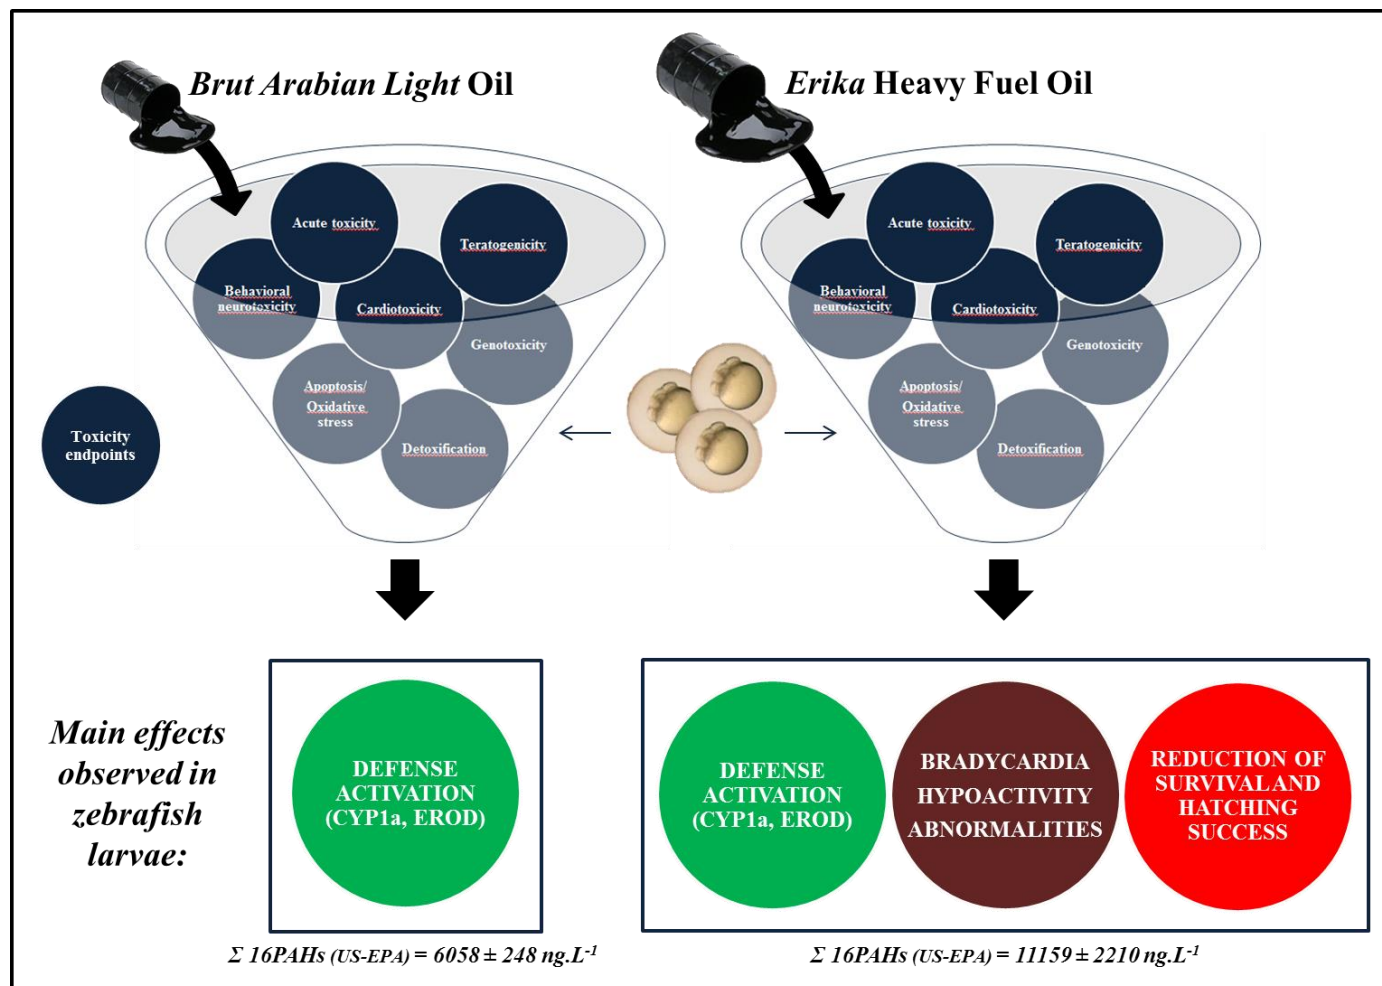 Brut Arabian Light Oil
Erika Heavy Fuel Oil
Acute toxicity
Teratogenicity
Behavioral
neurotoxicity
Cardiotoxicity
Genotoxicity
Apoptosis/
Oxidative
stress
Detoxification
Acute toxicity
Teratogenicity
Behavioral
neurotoxicity
Cardiotoxicity
Genotoxicity
Apoptosis/
Oxidative
stress
Detoxification
Toxicity
endpoints
Main effects
observed in
zebrafish
larvae:
DEFENSE
ACTIVATION
(CYP1a, EROD)
DEFENSE
ACTIVATION
(CYP1a, EROD)
BRADYCARDIA
HYPOACTIVITY
ABNORMALITIES
REDUCTION OF
SURVIVAL AND
HATCHING
SUCCESS
Σ 16PAHs (US-EPA) = 6058 ± 248 ng.L⁻¹
Σ 16PAHs (US-EPA) = 11159 ± 2210 ng.L⁻¹